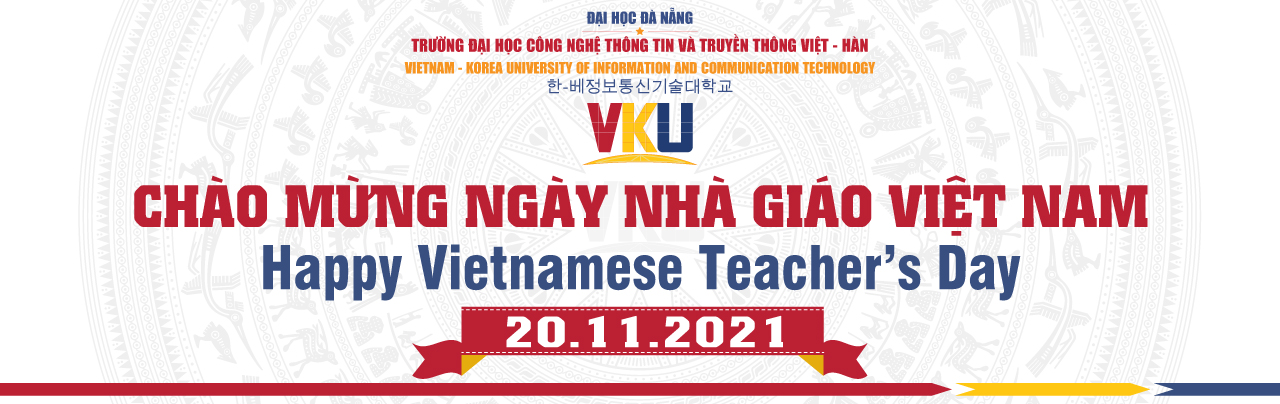 ĐẠI HỌC ĐÀ NẴNG
TRƯỜNG ĐẠI HỌC CÔNG NGHỆ THÔNG TIN VÀ TRUYỀN THÔNG VIỆT - HÀN
VIETNAM - KOREA UNIVERSITY OF INFORMATION AND COMMUNICATION TECHNOLOGY
한-베정보통신기술대학교
VKU
CHÀO MỪNG NGÀY NHÀ GIÁO VIỆT NAM
Happy Vietnamese Teacher's Day
20.11.2021